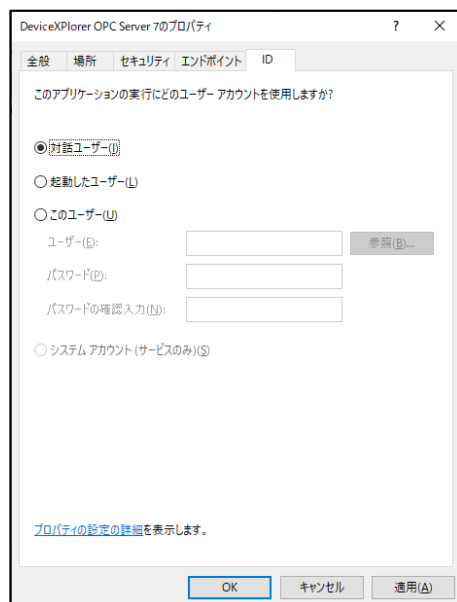 DeviceXPlorer OPC Server 7のプロパティ ? ×
全般 場所 セキュリティ エンドポイント ID
このアプリケーションの実行にどのユーザー アカウントを使用しますか?
対話ユーザー(I)
起動したユーザー(L)
このユーザー(U)
ユーザー(E): 参照(B)...
パスワード(P):
パスワードの確認入力(N):
システム アカウント (サービスのみ)(S)
プロパティの設定の詳細を表示します。
OK キャンセル 適用(A)